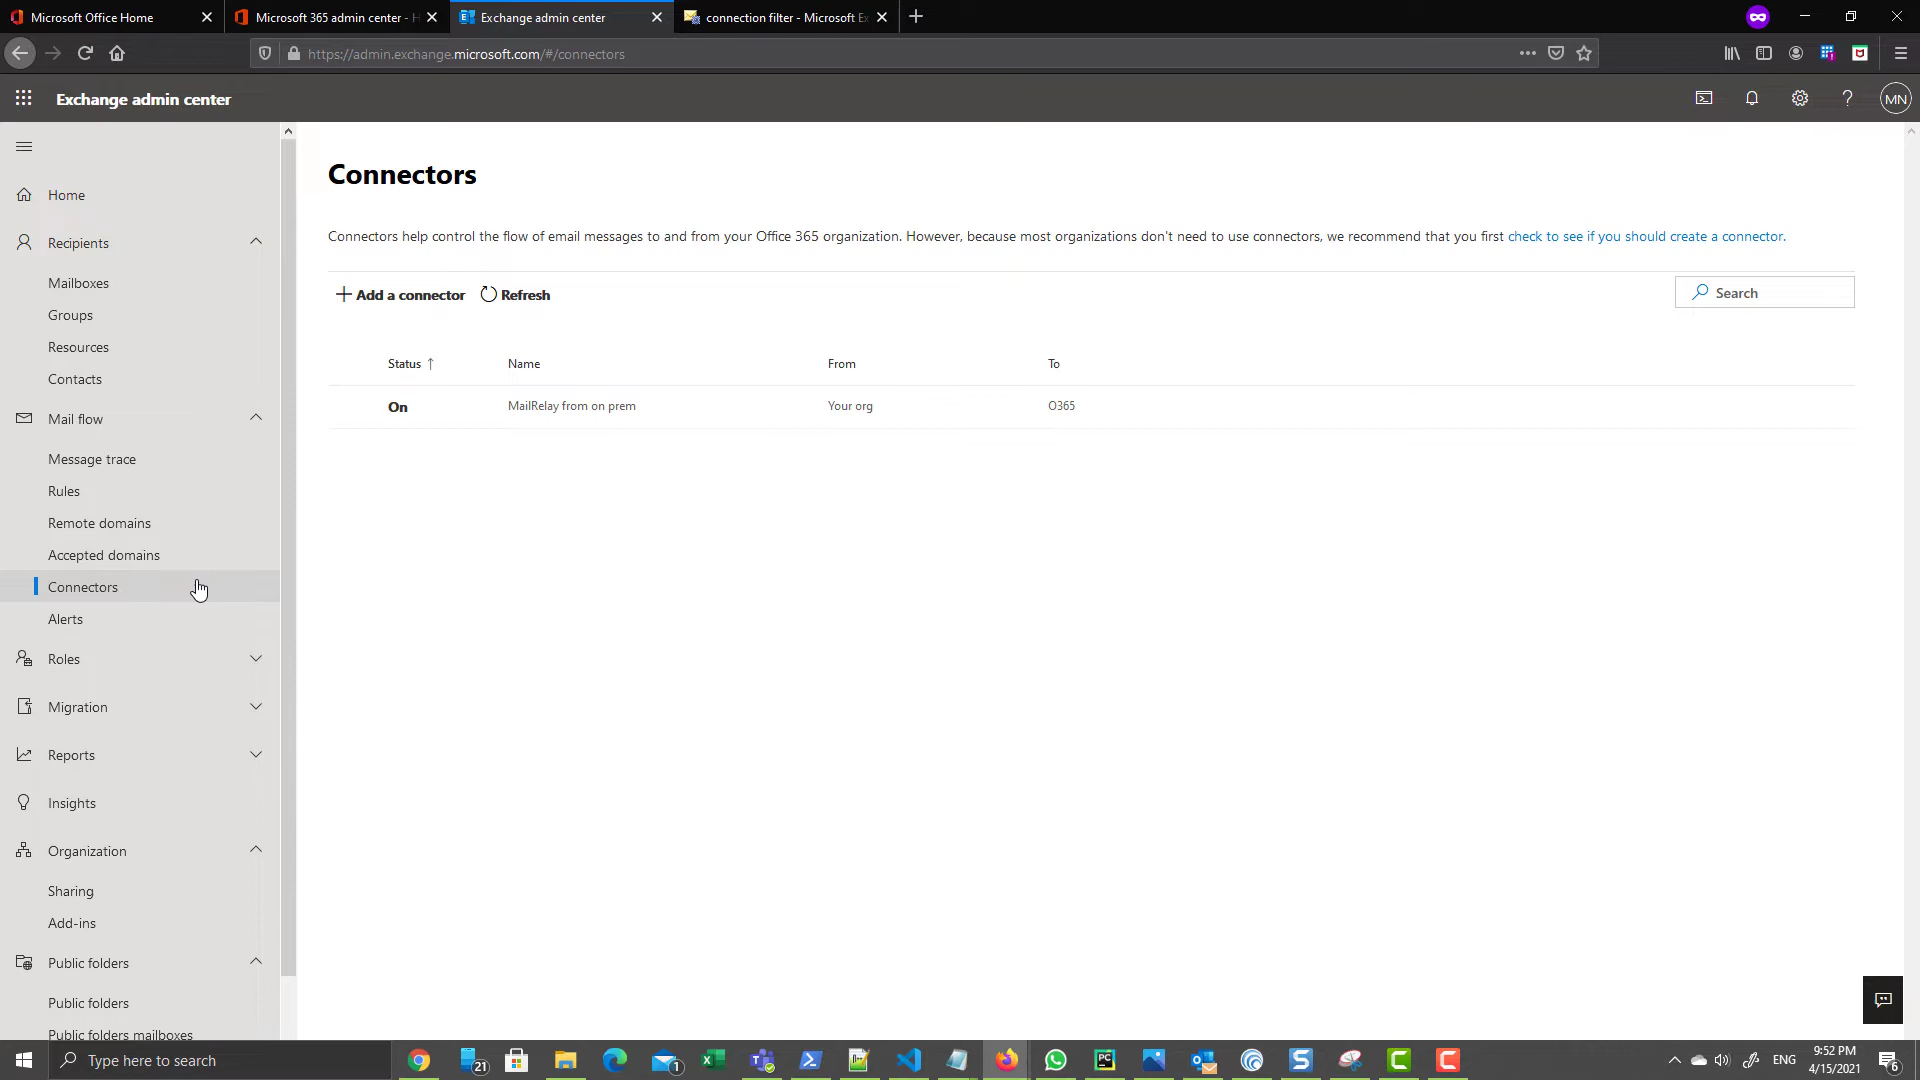 Microsoft Office Home
Microsoft 365 admin center - H
Exchange admin center
connection filter - Microsoft Ex
https://admin.exchange.microsoft.com/#/connectors
Exchange admin center
MN
Home
Recipients
Mailboxes
Groups
Resources
Contacts
Mail flow
Message trace
Rules
Remote domains
Accepted domains
Connectors
Alerts
Roles
Migration
Reports
Insights
Organization
Sharing
Add-ins
Public folders
Public folders
Public folders mailboxes
Connectors
Connectors help control the flow of email messages to and from your Office 365 organization. However, because most organizations don't need to use connectors, we recommend that you first check to see if you should create a connector.
Add a connector Refresh
Search
Status ↑ Name From To
On MailRelay from on prem Your org O365
Type here to search
21
1
ENG
9:52 PM
4/15/2021
6